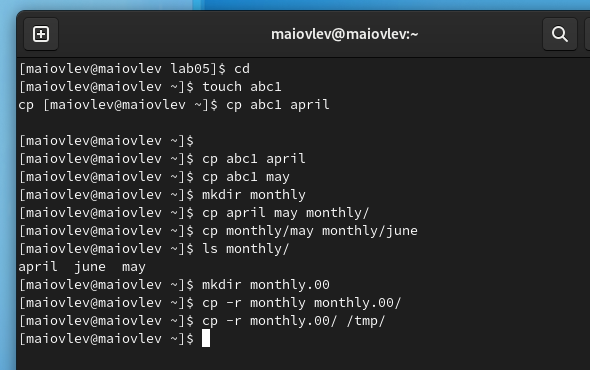 maiovlev@maiovlev:~
[maiovlev@maiovlev lab05]$ cd
[maiovlev@maiovlev ~]$ touch abc1
cp [maiovlev@maiovlev ~]$ cp abc1 april
[maiovlev@maiovlev ~]$
[maiovlev@maiovlev ~]$ cp abc1 april
[maiovlev@maiovlev ~]$ cp abc1 may
[maiovlev@maiovlev ~]$ mkdir monthly
[maiovlev@maiovlev ~]$ cp april may monthly/
[maiovlev@maiovlev ~]$ cp monthly/may monthly/june
[maiovlev@maiovlev ~]$ ls monthly/
april  june  may
[maiovlev@maiovlev ~]$ mkdir monthly.00
[maiovlev@maiovlev ~]$ cp -r monthly monthly.00/
[maiovlev@maiovlev ~]$ cp -r monthly.00/ /tmp/
[maiovlev@maiovlev ~]$